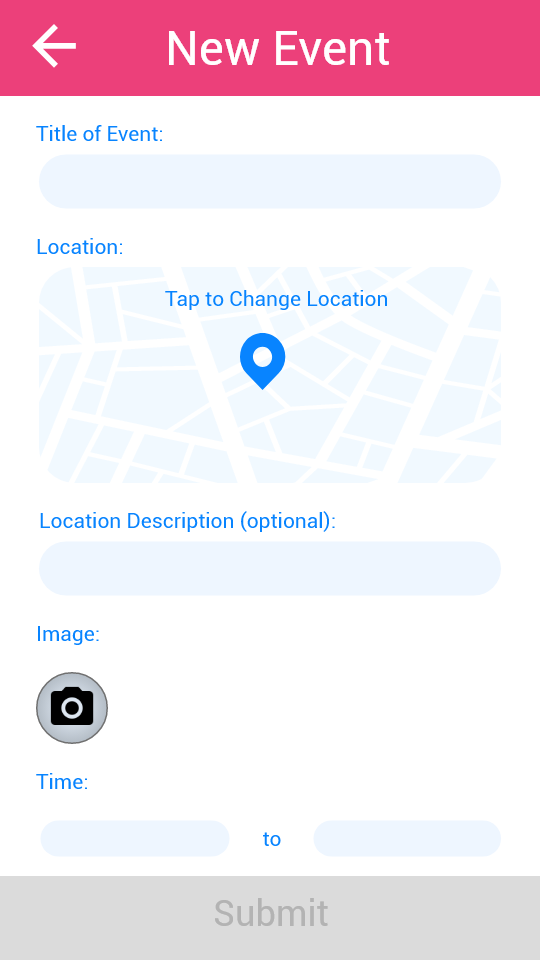 New Event
Title of Event:
Location:
Tap to Change Location
Location Description (optional):
Image:
Time:
to
Submit